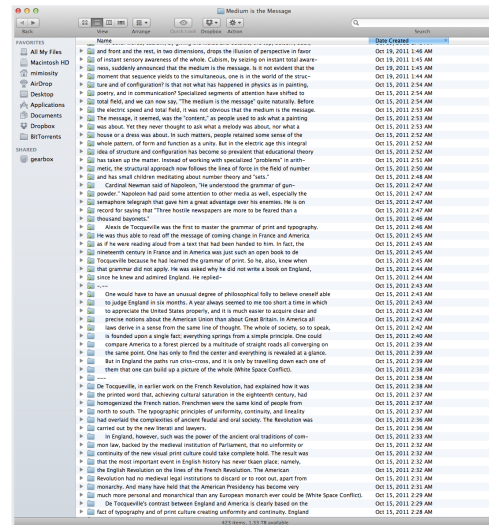 Medium is the Message
Back View Arrange Quick Look Dropbox Action Search
Name Date Created
FAVORITES
All My Files
Macintosh HD
mimiosity
AirDrop
Desktop
Applications
Documents
Dropbox
BitTorrents
SHARED
gearbox
and front and the rest, in two dimensions, drops the illusion of perspective in favor Oct 19, 2011 1:46 AM
of instant sensory awareness of the whole. Cubism, by seizing on instant total aware- Oct 19, 2011 1:45 AM
ness, suddenly announced that the medium is the message. Is it not evident that the Oct 19, 2011 1:45 AM
moment that sequence yields to the simultaneous, one is in the world of the struc- Oct 19, 2011 1:44 AM
ture and of configuration? Is that not what has happened in physics as in painting, Oct 15, 2011 2:54 AM
poetry, and in communication? Specialized segments of attention have shifted to Oct 15, 2011 2:54 AM
total field, and we can now say, "The medium is the message" quite naturally. Before Oct 15, 2011 2:54 AM
the electric speed and total field, it was not obvious that the medium is the message. Oct 15, 2011 2:53 AM
The message, it seemed, was the "content," as people used to ask what a painting Oct 15, 2011 2:53 AM
was about. Yet they never thought to ask what a melody was about, nor what a Oct 15, 2011 2:53 AM
house or a dress was about. In such matters, people retained some sense of the Oct 15, 2011 2:52 AM
whole pattern, of form and function as a unity. But in the electric age this integral Oct 15, 2011 2:52 AM
idea of structure and configuration has become so prevalent that educational theory Oct 15, 2011 2:51 AM
has taken up the matter. Instead of working with specialized "problems" in arith- Oct 15, 2011 2:51 AM
metic, the structural approach now follows the linea of force in the field of number Oct 15, 2011 2:50 AM
and has small children meditating about number theory and "sets." Oct 15, 2011 2:48 AM
Cardinal Newman said of Napoleon, "He understood the grammar of gun- Oct 15, 2011 2:47 AM
powder." Napoleon had paid some attention to other media as well, especially the Oct 15, 2011 2:47 AM
semaphore telegraph that gave him a great advantage over his enemies. He is on Oct 15, 2011 2:47 AM
record for saying that "Three hostile newspapers are more to be feared than a Oct 15, 2011 2:47 AM
thousand bayonets." Oct 15, 2011 2:46 AM
Alexis de Tocqueville was the first to master the grammar of print and typography. Oct 15, 2011 2:46 AM
He was thus able to read off the message of coming change in France and America Oct 15, 2011 2:45 AM
as if he were reading aloud from a text that had been handed to him. In fact, the Oct 15, 2011 2:45 AM
nineteenth century in France and in America was just such an open book to de Oct 15, 2011 2:45 AM
Tocqueville because he had learned the grammar of print. So he, also, knew when Oct 15, 2011 2:45 AM
that grammar did not apply. He was asked why he did not write a book on England, Oct 15, 2011 2:44 AM
since he knew and admired England. He replied- Oct 15, 2011 2:44 AM
Oct 15, 2011 2:43 AM
One would have to have an unusual degree of philosophical folly to believe oneself able Oct 15, 2011 2:43 AM
to judge England in six months. A year always seemed to me too short a time in which Oct 15, 2011 2:43 AM
to appreciate the United States properly, and it is much easier to acquire clear and Oct 15, 2011 2:43 AM
precise notions about the American Union than about Great Britain. In America all Oct 15, 2011 2:42 AM
laws derive in a sense from the same line of thought. The whole of society, so to speak, Oct 15, 2011 2:41 AM
is founded upon a single fact; everything springs from a simple principle. One could Oct 15, 2011 2:40 AM
compare America to a forest pierced by a multitude of straight roads all converging on Oct 15, 2011 2:39 AM
the same point. One has only to find the center and everything is revealed at a glance. Oct 15, 2011 2:39 AM
But in England the paths run criss-cross, and it is only by travelling down each one of Oct 15, 2011 2:39 AM
them that one can build up a picture of the whole (White Space Conflict). Oct 15, 2011 2:38 AM
--- Oct 15, 2011 2:38 AM
De Tocqueville, in earlier work on the French Revolution, had explained how it was Oct 15, 2011 2:38 AM
the printed word that, achieving cultural saturation in the eighteenth century, had Oct 15, 2011 2:37 AM
homogenized the French nation. Frenchmen were the same kind of people from Oct 15, 2011 2:37 AM
north to south. The typographic principles of uniformity, continuity, and lineality Oct 15, 2011 2:37 AM
had overlaid the complexities of ancient feudal and oral society. The Revolution was Oct 15, 2011 2:36 AM
carried out by the new literati and lawyers. Oct 15, 2011 2:36 AM
In England, however, such was the power of the ancient oral traditions of com- Oct 15, 2011 2:33 AM
mon law, backed by the medieval institution of Parliament, that no uniformity or Oct 15, 2011 2:33 AM
continuity of the new visual print culture could take complete hold. The result was Oct 15, 2011 2:32 AM
that the most important event in English history has never tkaen place; namely, Oct 15, 2011 2:32 AM
the English Revolution on the lines of the French Revolution. The American Oct 15, 2011 2:32 AM
Revolution had no medieval legal institutions to discard or to root out, apart from Oct 15, 2011 2:31 AM
monarchy. And many have held that the American Presidency has become very Oct 15, 2011 2:31 AM
much more personal and monarchical than any European monarch ever could be (White Space Conflict). Oct 15, 2011 2:29 AM
De Tocqueville's contrast between England and America is clearly based on the Oct 15, 2011 2:29 AM
fact of typography and of print culture creating uniformity and continuity. England Oct 15, 2011 2:28 AM
423 items, 1.53 TB available